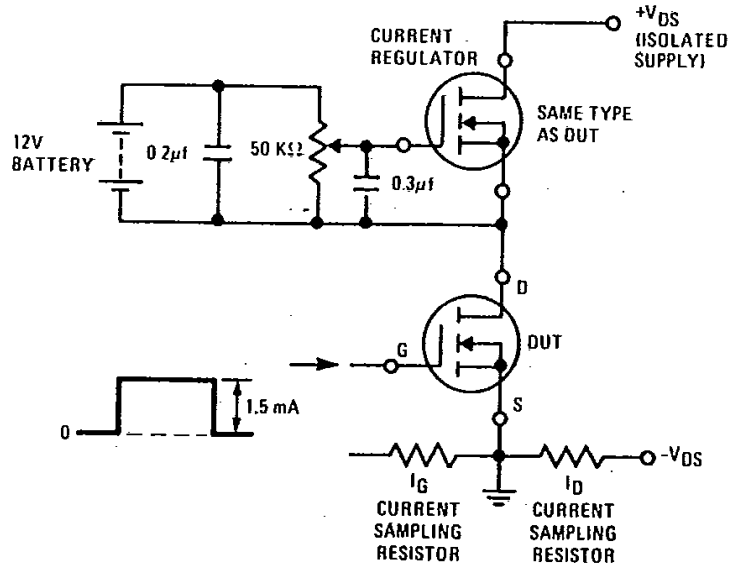 +VDS
(ISOLATED
SUPPLY)
CURRENT
REGULATOR
SAME TYPE
AS DUT
12V
BATTERY
0 2µf
50 KΩ
0.3µf
D
DUT
G
S
1.5 mA
0
-VDS
IG
CURRENT
SAMPLING
RESISTOR
ID
CURRENT
SAMPLING
RESISTOR